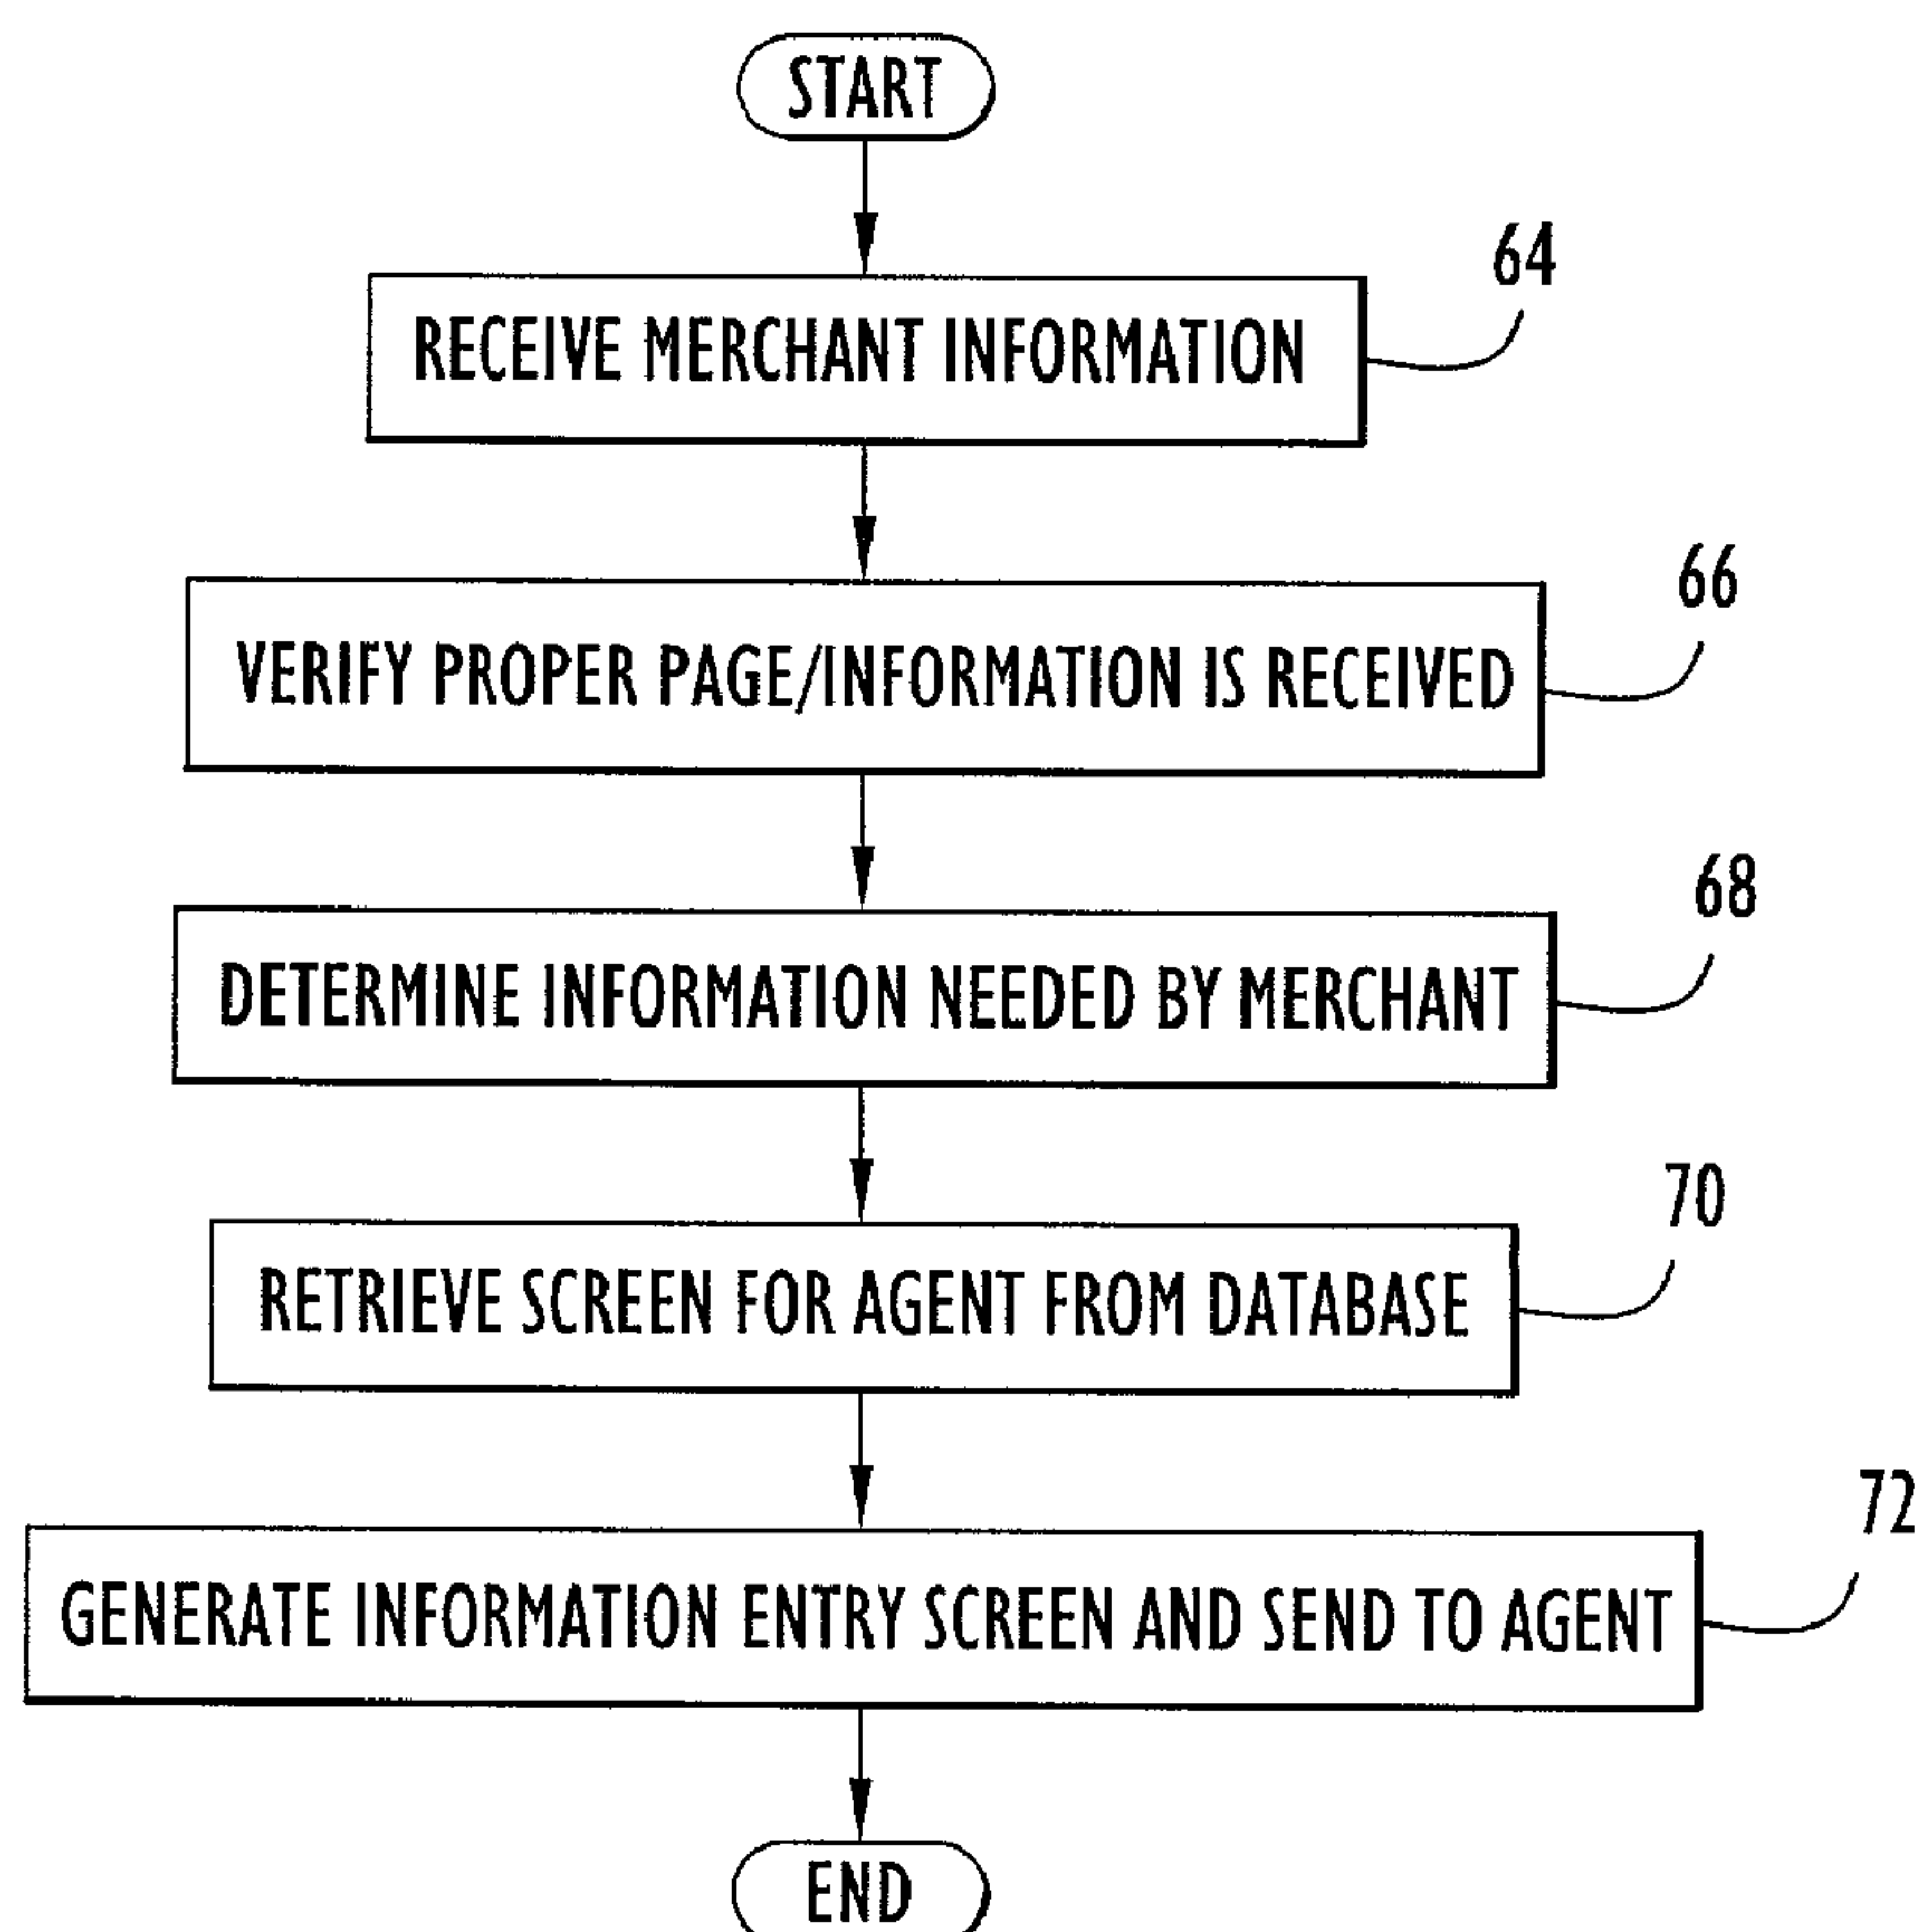 START
64
RECEIVE MERCHANT INFORMATION
66
VERIFY PROPER PAGE/INFORMATION IS RECEIVED
68
DETERMINE INFORMATION NEEDED BY MERCHANT
70
RETRIEVE SCREEN FOR AGENT FROM DATABASE
72
GENERATE INFORMATION ENTRY SCREEN AND SEND TO AGENT
END